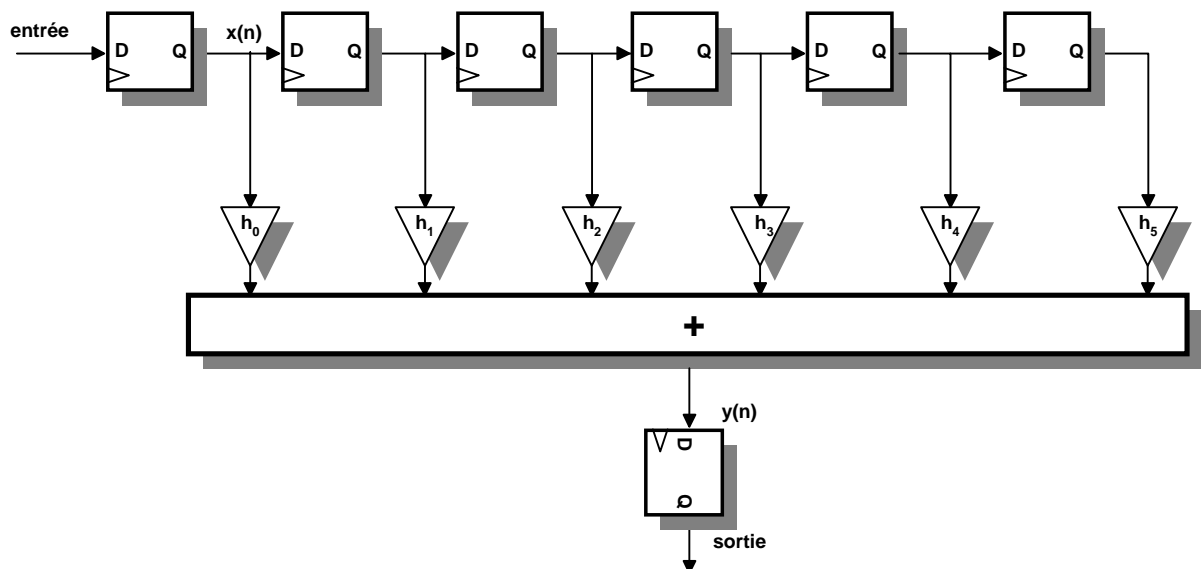 entrée
D Q x(n) D Q D Q D Q D Q D Q
h0 h1 h2 h3 h4 h5
+
y(n)
D
Q
sortie